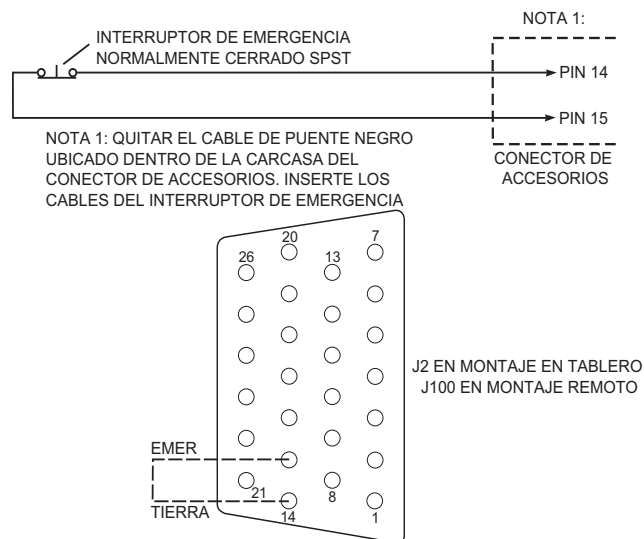 NOTA 1:
INTERRUPTOR DE EMERGENCIA
NORMALMENTE CERRADO SPST
PIN 14
PIN 15
NOTA 1: QUITAR EL CABLE DE PUENTE NEGRO
UBICADO DENTRO DE LA CARCASA DEL
CONECTOR DE ACCESORIOS. INSERTE LOS
CABLES DEL INTERRUPTOR DE EMERGENCIA
CONECTOR DE
ACCESORIOS
20
7
26
13
J2 EN MONTAJE EN TABLERO
J100 EN MONTAJE REMOTO
EMER
21
8
TIERRA
14
1